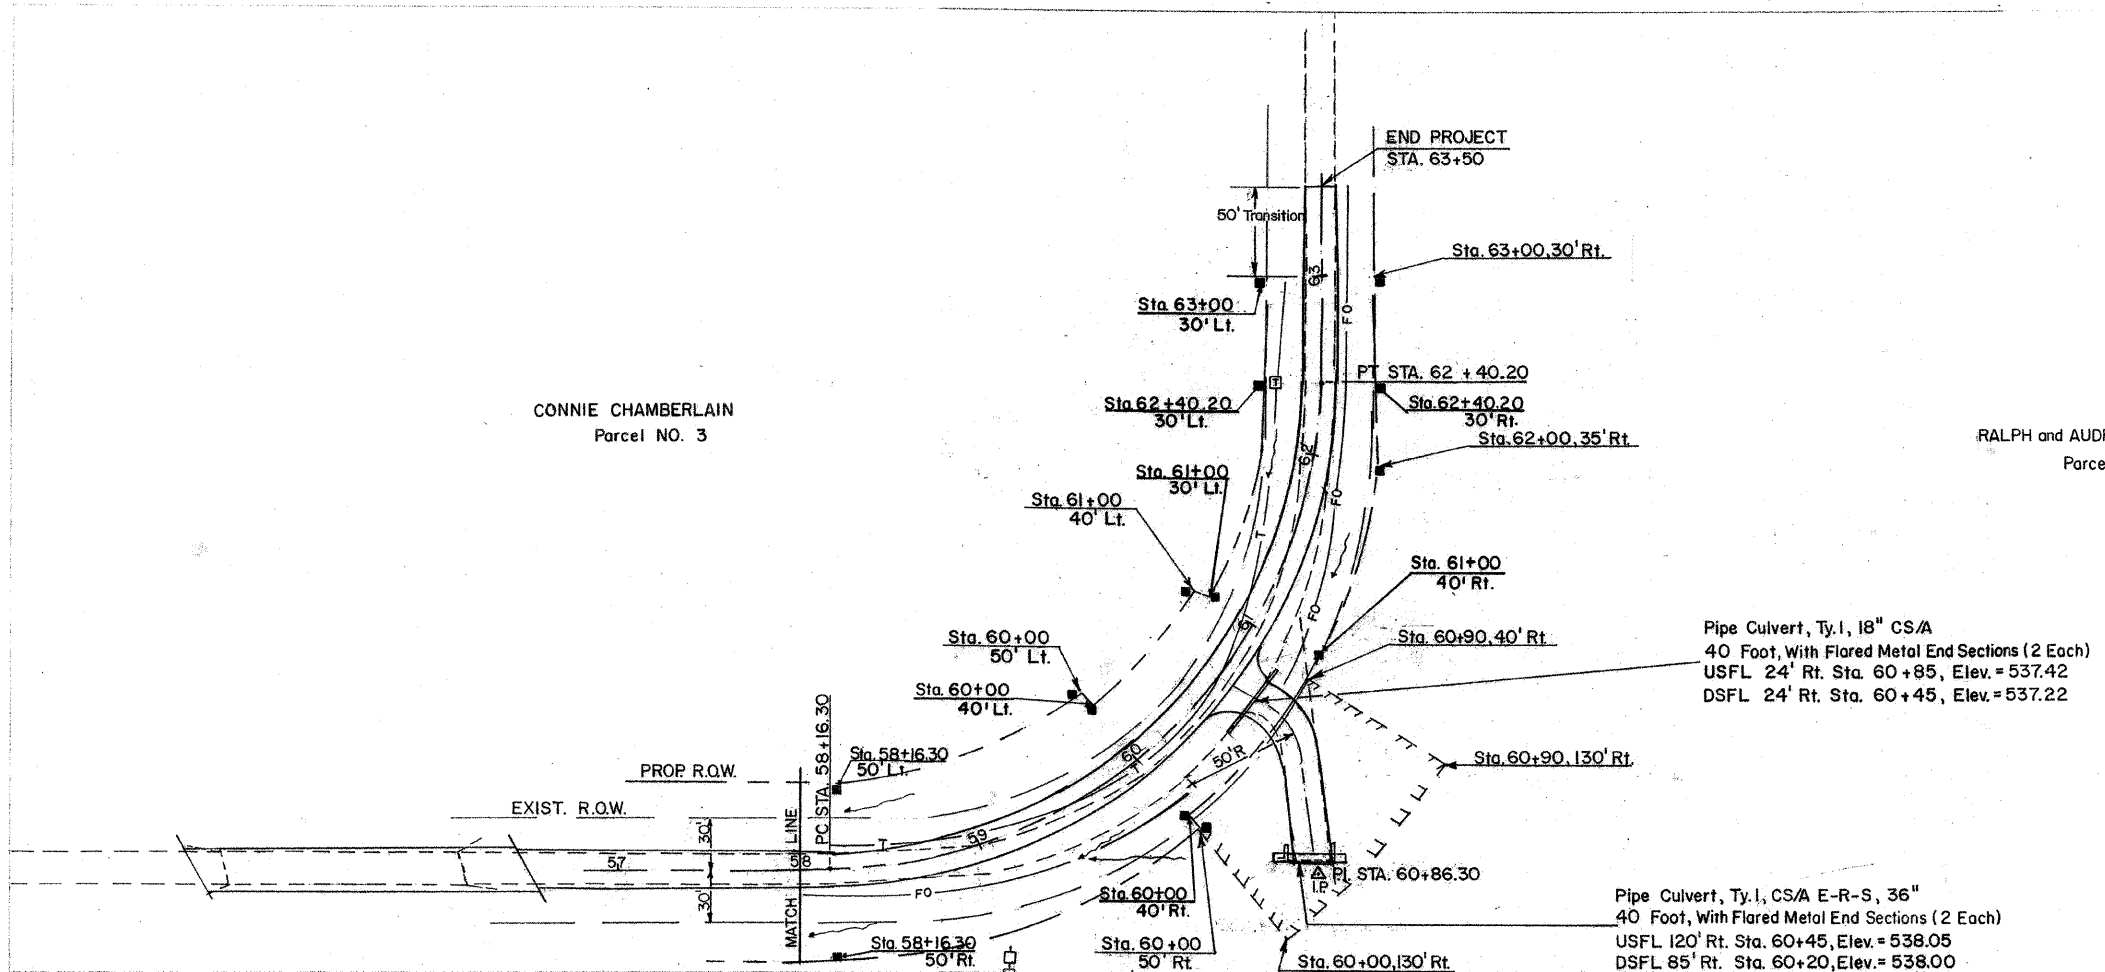 END PROJECT
STA. 63+50
50' Transition
Sta. 63+00, 30' Rt.
63
Sta. 63+00
30' Lt.
FO
PT STA. 62 + 40.20
T
Sta. 62+40.20
30' Lt.
Sta. 62+40.20
30' Rt.
CONNIE CHAMBERLAIN
Parcel NO. 3
Sta. 62+00, 35' Rt.
RALPH and AUD
Parce
62
Sta. 61+00
30' Lt.
Sta. 61+00
40' Lt.
FO
T
Sta. 61+00
40' Rt.
FO
61
Sta. 60+90, 40' Rt.
Pipe Culvert, Ty. 1, 18" CS/A
40 Foot, With Flared Metal End Sections (2 Each)
USFL 24' Rt. Sta. 60+85, Elev. = 537.42
DSFL 24' Rt. Sta. 60+45, Elev. = 537.22
Sta. 60+00
50' Lt.
Sta. 60+00
40' Lt.
PC STA. 58+16.30
Sta. 58+16.30
50' Lt.
60
T
50' R
Sta. 60+90, 130' Rt.
PROP. R.O.W.
EXIST. R.O.W.
30'
MATCH LINE
57
58
T
59
FO
30'
P.I. STA. 60+86.30
I.P.
Sta. 60+00
40' Rt.
Sta. 58+16.30
50' Rt.
Sta. 60+00
50' Rt
Sta. 60+00, 130' Rt.
Pipe Culvert, Ty. 1, CS/A E-R-S, 36"
40 Foot, With Flared Metal End Sections (2 Each)
USFL 120' Rt. Sta. 60+45, Elev. = 538.05
DSFL 85' Rt. Sta. 60+20, Elev. = 538.00